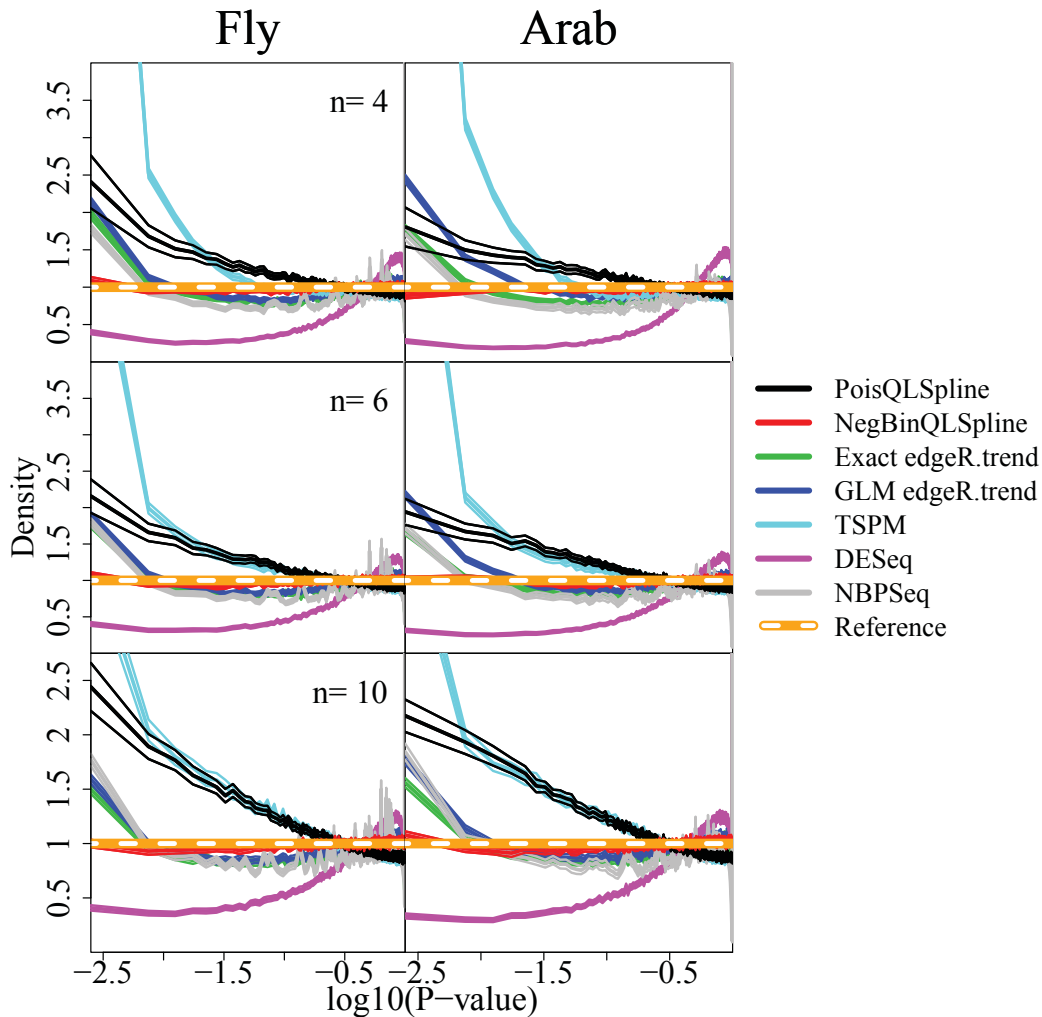 Fly
Arab
n= 4
3.5
2.5
1.5
0.5
n= 6
3.5
2.5
1.5
0.5
n= 10
2.5
2
1.5
1
0.5
Density
−2.5
−1.5
−0.5
−2.5
−1.5
−0.5
log10(P−value)
PoisQLSpline
NegBinQLSpline
Exact edgeR.trend
GLM edgeR.trend
TSPM
DESeq
NBPSeq
Reference